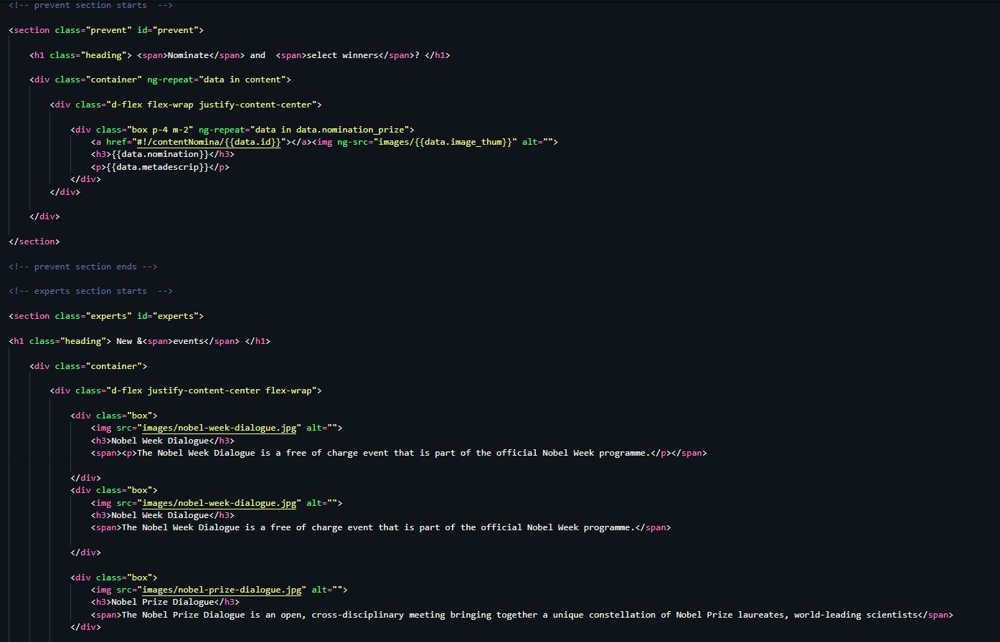 <!-- prevent section starts  -->
<section class="prevent" id="prevent">
<h1 class="heading"> <span>Nominate</span> and  <span>select winners</span>? </h1>
<div class="container" ng-repeat="data in content">
<div class="d-flex flex-wrap justify-content-center">
<div class="box p-4 m-2" ng-repeat="data in data.nomination_prize">
<a href="#!/contentNomina/{{data.id}}"></a><img ng-src="images/{{data.image_thum}}" alt="">
<h3>{{data.nomination}}</h3>
<p>{{data.metadescrip}}</p>
</div>
</div>
</div>
</section>
<!-- prevent section ends -->
<!-- experts section starts  -->
<section class="experts" id="experts">
<h1 class="heading"> New &<span>events</span> </h1>
<div class="container">
<div class="d-flex justify-content-center flex-wrap">
<div class="box">
<img src="images/nobel-week-dialogue.jpg" alt="">
<h3>Nobel Week Dialogue</h3>
<span><p>The Nobel Week Dialogue is a free of charge event that is part of the official Nobel Week programme.</p></span>
</div>
<div class="box">
<img src="images/nobel-week-dialogue.jpg" alt="">
<h3>Nobel Week Dialogue</h3>
<span>The Nobel Week Dialogue is a free of charge event that is part of the official Nobel Week programme.</span>
</div>
<div class="box">
<img src="images/nobel-prize-dialogue.jpg" alt="">
<h3>Nobel Prize Dialogue</h3>
<span>The Nobel Prize Dialogue is an open, cross-disciplinary meeting bringing together a unique constellation of Nobel Prize laureates, world-leading scientists</span>
</div>